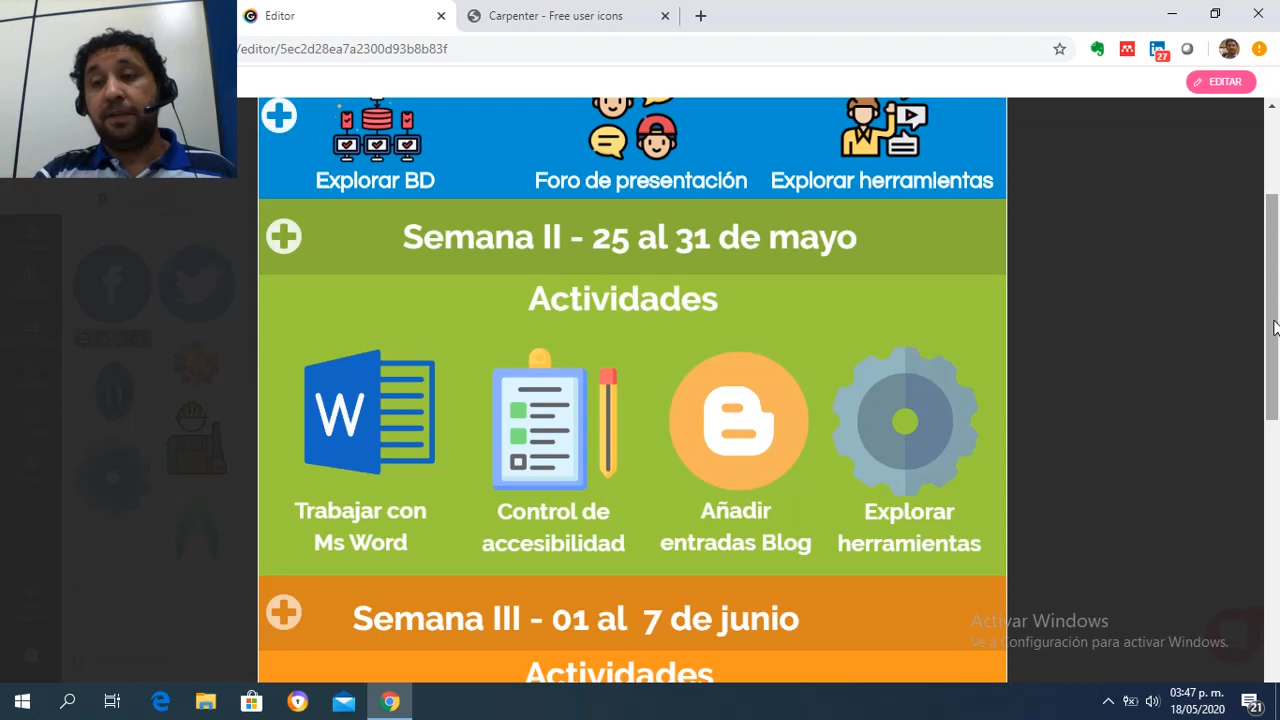 Editor
Carpenter - Free user icons
/editor/5ec2d28ea7a2300d93b8b83f
27
EDITAR
Explorar BD
Foro de presentación
Explorar herramientas
Semana II - 25 al 31 de mayo
Actividades
W
Trabajar con
Ms Word
Control de
accesibilidad
Añadir
entradas Blog
Explorar
herramientas
Semana III - 01 al 7 de junio
Actividades
Activar Windows
Ve a Configuración para activar Windows.
03:47 p. m.
18/05/2020
21